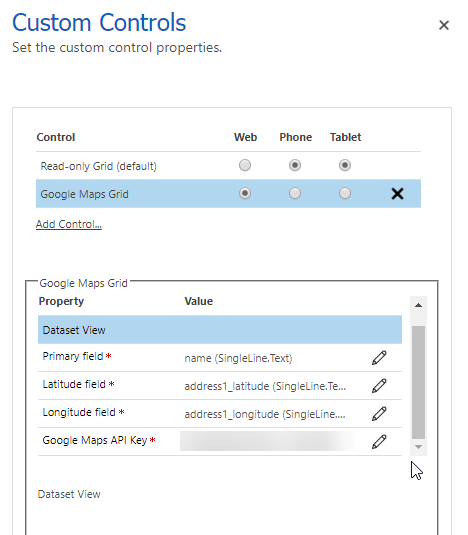 Custom Controls
Set the custom control properties.
Control Web Phone Tablet
Read-only Grid (default)
Google Maps Grid
Add Control...
Google Maps Grid
Property Value
Dataset View
Primary field * name (SingleLine.Text)
Latitude field * address1_latitude (SingleLine.Te...
Longitude field * address1_longitude (SingleLine....
Google Maps API Key *
Dataset View